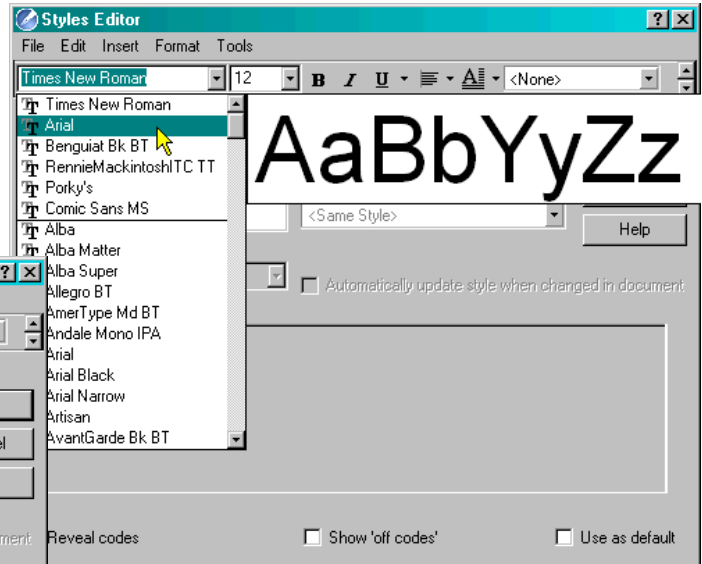 Styles Editor
File Edit Insert Format Tools
Times New Roman 12 B I U A <None>
Times New Roman
Arial
Benguiat Bk BT
RennieMackintoshITC TT
Porky's
Comic Sans MS
Alba
Alba Matter
Alba Super
Allegro BT
AmerType Md BT
Andale Mono IPA
Arial
Arial Black
Arial Narrow
Artisan
AvantGarde Bk BT
AaBbYyZz
<Same Style>
Help
Automatically update style when changed in document
Reveal codes
Show 'off codes'
Use as default